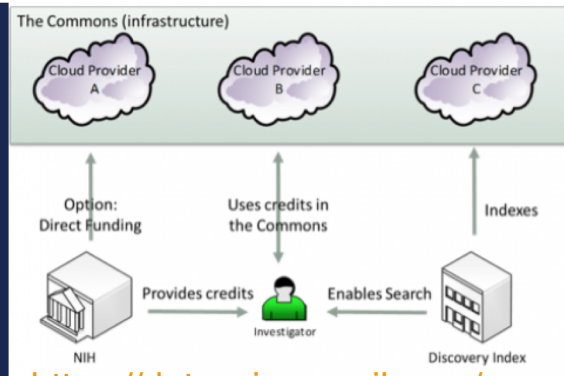 The Commons (infrastructure)
Cloud Provider
A
Cloud Provider
B
Cloud Provider
C
Option:
Direct Funding
Uses credits in
the Commons
Indexes
Provides credits
Enables Search
Investigator
NIH
Discovery Index